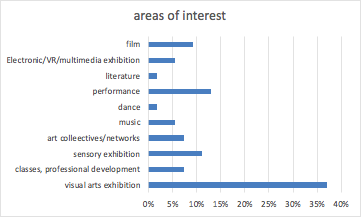 areas of interest
film
Electronic/VR/multimedia exhibition
literature
performance
dance
music
art colleectives/networks
sensory exhibition
classes, professional development
visual arts exhibition
0% 5% 10% 15% 20% 25% 30% 35% 40%